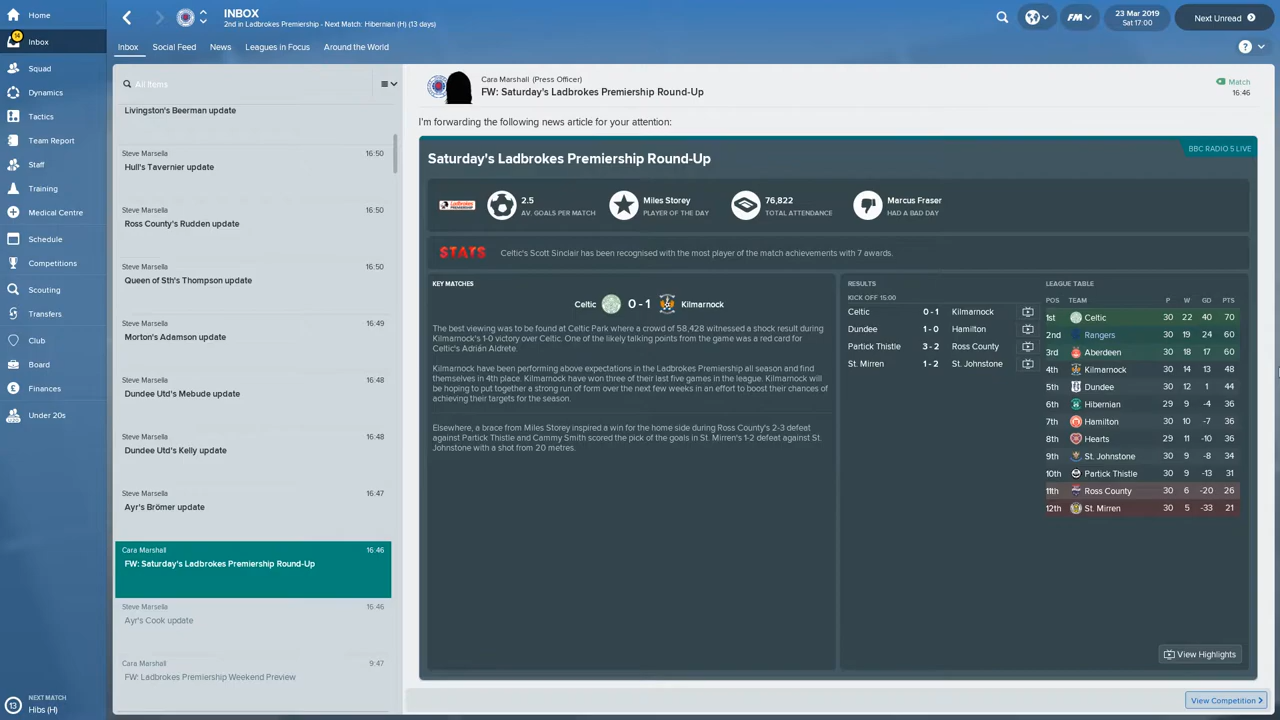 Home
14
Inbox
Squad
Dynamics
Tactics
Team Report
Staff
Training
Medical Centre
Schedule
Competitions
Scouting
Transfers
Club
Board
Finances
Under 20s
NEXT MATCH
13
Hibs (H)
INBOX
2nd in Ladbrokes Premiership - Next Match: Hibernian (H) (13 days)
FM
23 Mar 2019
Sat 17:00
Next Unread
Inbox
Social Feed
News
Leagues in Focus
Around the World
?
All Items
Livingston's Beerman update
Steve Marsella 16:50
Hull's Tavernier update
Steve Marsella 16:50
Ross County's Rudden update
Steve Marsella 16:50
Queen of Sth's Thompson update
Steve Marsella 16:49
Morton's Adamson update
Steve Marsella 16:48
Dundee Utd's Mebude update
Steve Marsella 16:48
Dundee Utd's Kelly update
Steve Marsella 16:47
Ayr's Brömer update
Cara Marshall 16:46
FW: Saturday's Ladbrokes Premiership Round-Up
Steve Marsella 16:46
Ayr's Cook update
Cara Marshall 9:47
FW: Ladbrokes Premiership Weekend Preview
Cara Marshall (Press Officer)
FW: Saturday's Ladbrokes Premiership Round-Up
Match
16:46
I'm forwarding the following news article for your attention:
BBC RADIO 5 LIVE
Saturday's Ladbrokes Premiership Round-Up
2.5
AV. GOALS PER MATCH
Miles Storey
PLAYER OF THE DAY
76,822
TOTAL ATTENDANCE
Marcus Fraser
HAD A BAD DAY
STATS
Celtic's Scott Sinclair has been recognised with the most player of the match achievements with 7 awards.
KEY MATCHES
Celtic 0 - 1 Kilmarnock
The best viewing was to be found at Celtic Park where a crowd of 58,428 witnessed a shock result during
Kilmarnock's 1-0 victory over Celtic. One of the likely talking points from the game was a red card for
Celtic's Adrián Aldrete.
Kilmarnock have been performing above expectations in the Ladbrokes Premiership all season and find
themselves in 4th place. Kilmarnock have won three of their last five games in the league. Kilmarnock will
be hoping to put together a strong run of form over the next few weeks in an effort to boost their chances of
achieving their targets for the season.
Elsewhere, a brace from Miles Storey inspired a win for the home side during Ross County's 2-3 defeat
against Partick Thistle and Cammy Smith scored the pick of the goals in St. Mirren's 1-2 defeat against St.
Johnstone with a shot from 20 metres.
RESULTS
KICK OFF 15:00
Celtic 0 - 1 Kilmarnock
Dundee 1 - 0 Hamilton
Partick Thistle 3 - 2 Ross County
St. Mirren 1 - 2 St. Johnstone
LEAGUE TABLE
POS TEAM P W GD PTS
1st Celtic 30 22 40 70
2nd Rangers 30 19 24 60
3rd Aberdeen 30 18 17 60
4th Kilmarnock 30 14 13 48
5th Dundee 30 12 1 44
6th Hibernian 29 9 -4 36
7th Hamilton 30 10 -7 36
8th Hearts 29 11 -10 36
9th St. Johnstone 30 9 -8 34
10th Partick Thistle 30 9 -13 31
11th Ross County 30 6 -20 26
12th St. Mirren 30 5 -33 21
View Highlights
View Competition